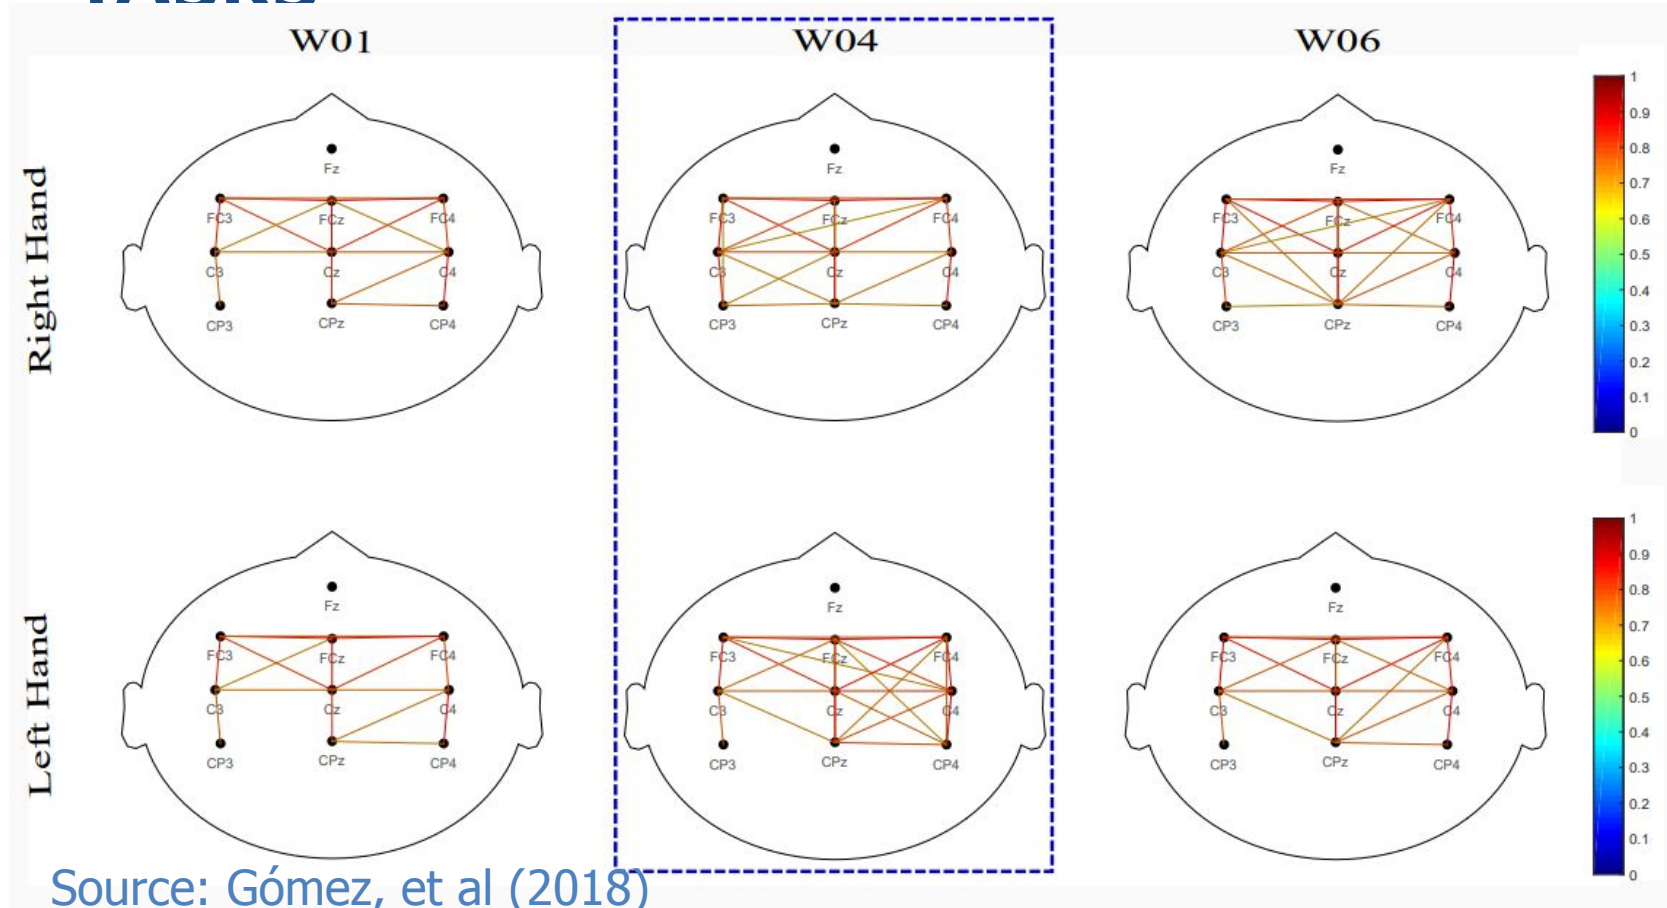 TASKS
W01 W04 W06
Right Hand
Fz Fz Fz
FC3 FCz FC4 FC3 FCz FC4 FC3 FCz FC4
C3 Cz C4 C3 Cz C4 C3 Cz C4
CP3 CPz CP4 CP3 CPz CP4 CP3 CPz CP4
1
0.9
0.8
0.7
0.6
0.5
0.4
0.3
0.2
0.1
0
Left Hand
Fz Fz Fz
FC3 FCz FC4 FC3 FCz FC4 FC3 FCz FC4
C3 Cz C4 C3 Cz C4 C3 Cz C4
CP3 CPz CP4 CP3 CPz CP4 CP3 CPz CP4
1
0.9
0.8
0.7
0.6
0.5
0.4
0.3
0.2
0.1
0
Source: Gómez, et al (2018)